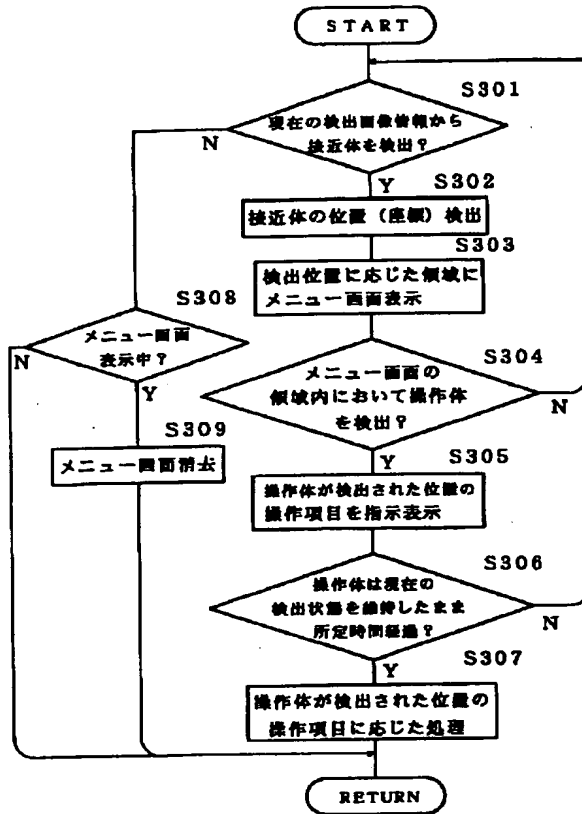 START
S301
現在の検出画像情報から
接近体を検出？
N
Y
S302
接近体の位置（座標）検出
S303
検出位置に応じた領域に
メニュー画面表示
S308
メニュー画面
表示中？
N
Y
S304
メニュー画面の
領域内において操作体
を検出？
N
Y
S309
メニュー画面消去
S305
操作体が検出された位置の
操作項目を指示表示
S306
操作体は現在の
検出状態を維持したまま
所定時間経過？
N
Y
S307
操作体が検出された位置の
操作項目に応じた処理
RETURN